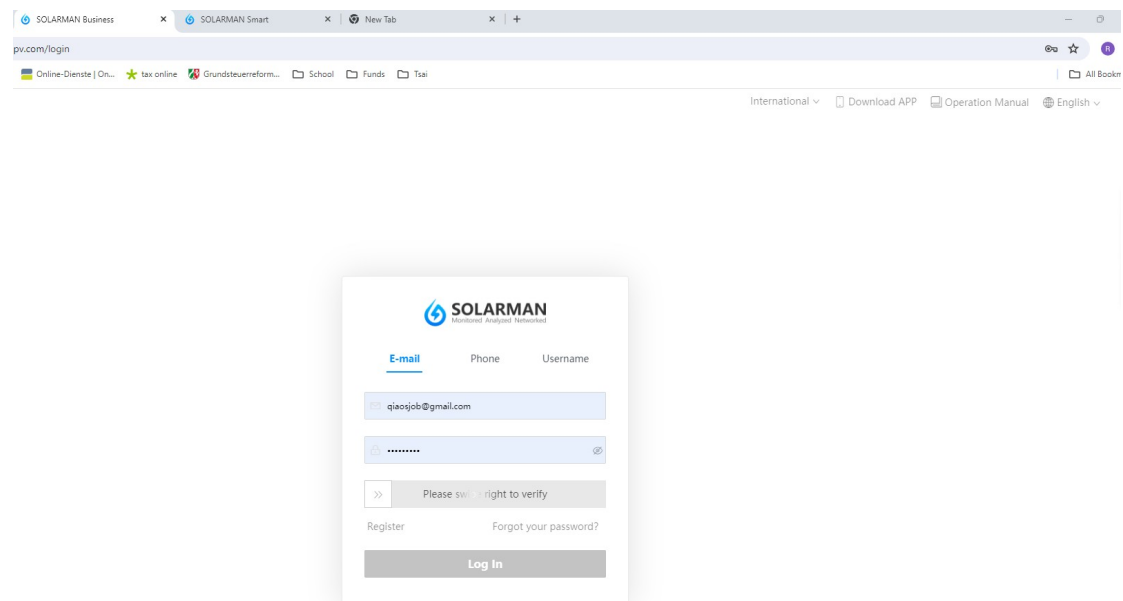 SOLARMAN Business SOLARMAN Smart New Tab
pv.com/login
Online-Dienste | On... tax online Grundsteuerreform... School Funds Tsai All Bookm
International Download APP Operation Manual English
SOLARMAN
Monitored Analyzed Networked
E-mail Phone Username
qiaosjob@gmail.com
•••••••••
Please right to verify
Register Forgot your password?
Log In